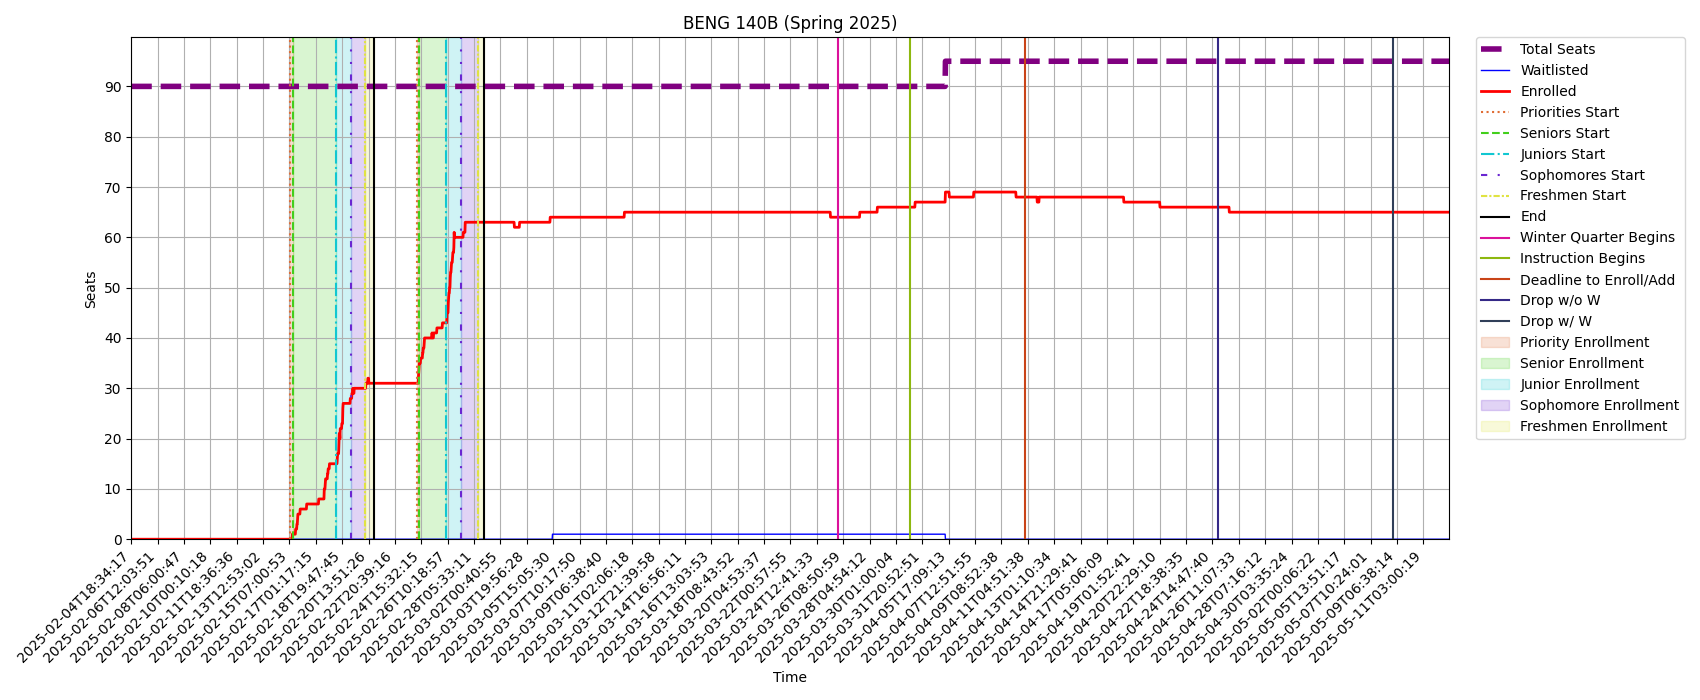 BENG 140B (Spring 2025)
Total Seats
Waitlisted
Enrolled
Priorities Start
Seniors Start
Juniors Start
Sophomores Start
Freshmen Start
End
Winter Quarter Begins
Instruction Begins
Deadline to Enroll/Add
Drop w/o W
Drop w/ W
Priority Enrollment
Senior Enrollment
Junior Enrollment
Sophomore Enrollment
Freshmen Enrollment
Seats
90
80
70
60
50
40
30
20
10
0
2025-02-04T18:34:17
2025-02-06T12:03:51
2025-02-08T06:00:47
2025-02-10T00:10:18
2025-02-11T18:36:36
2025-02-13T12:53:02
2025-02-15T07:00:53
2025-02-17T01:17:15
2025-02-18T19:47:45
2025-02-20T13:51:26
2025-02-22T20:39:16
2025-02-24T15:32:15
2025-02-26T10:18:57
2025-02-28T05:33:11
2025-03-02T00:40:55
2025-03-03T19:56:28
2025-03-05T15:05:30
2025-03-07T10:17:50
2025-03-09T06:38:40
2025-03-11T02:06:18
2025-03-12T21:39:58
2025-03-14T16:56:11
2025-03-16T13:03:53
2025-03-18T08:43:52
2025-03-20T04:53:37
2025-03-22T00:57:55
2025-03-24T12:41:33
2025-03-26T08:50:59
2025-03-28T04:54:12
2025-03-30T01:00:04
2025-03-31T20:52:51
2025-04-05T17:09:13
2025-04-07T12:51:55
2025-04-09T08:52:38
2025-04-11T04:51:38
2025-04-13T01:10:34
2025-04-14T21:29:41
2025-04-17T05:06:09
2025-04-19T01:52:41
2025-04-20T22:29:10
2025-04-22T18:38:35
2025-04-24T14:47:40
2025-04-26T11:07:33
2025-04-28T07:16:12
2025-04-30T03:35:24
2025-05-02T00:06:22
2025-05-05T13:51:17
2025-05-07T10:24:01
2025-05-09T06:38:14
2025-05-11T03:00:19
Time